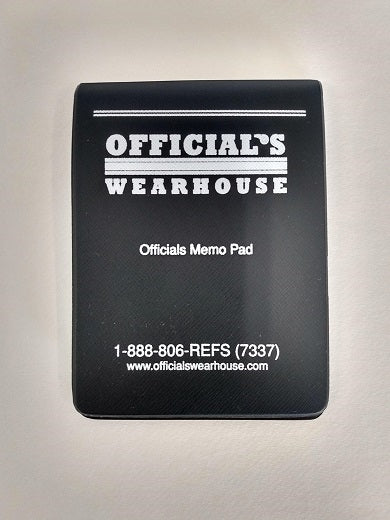 OFFICIAL'S
WEARHOUSE
Officials Memo Pad
1-888-806-REFS (7337)
www.officialswearhouse.com